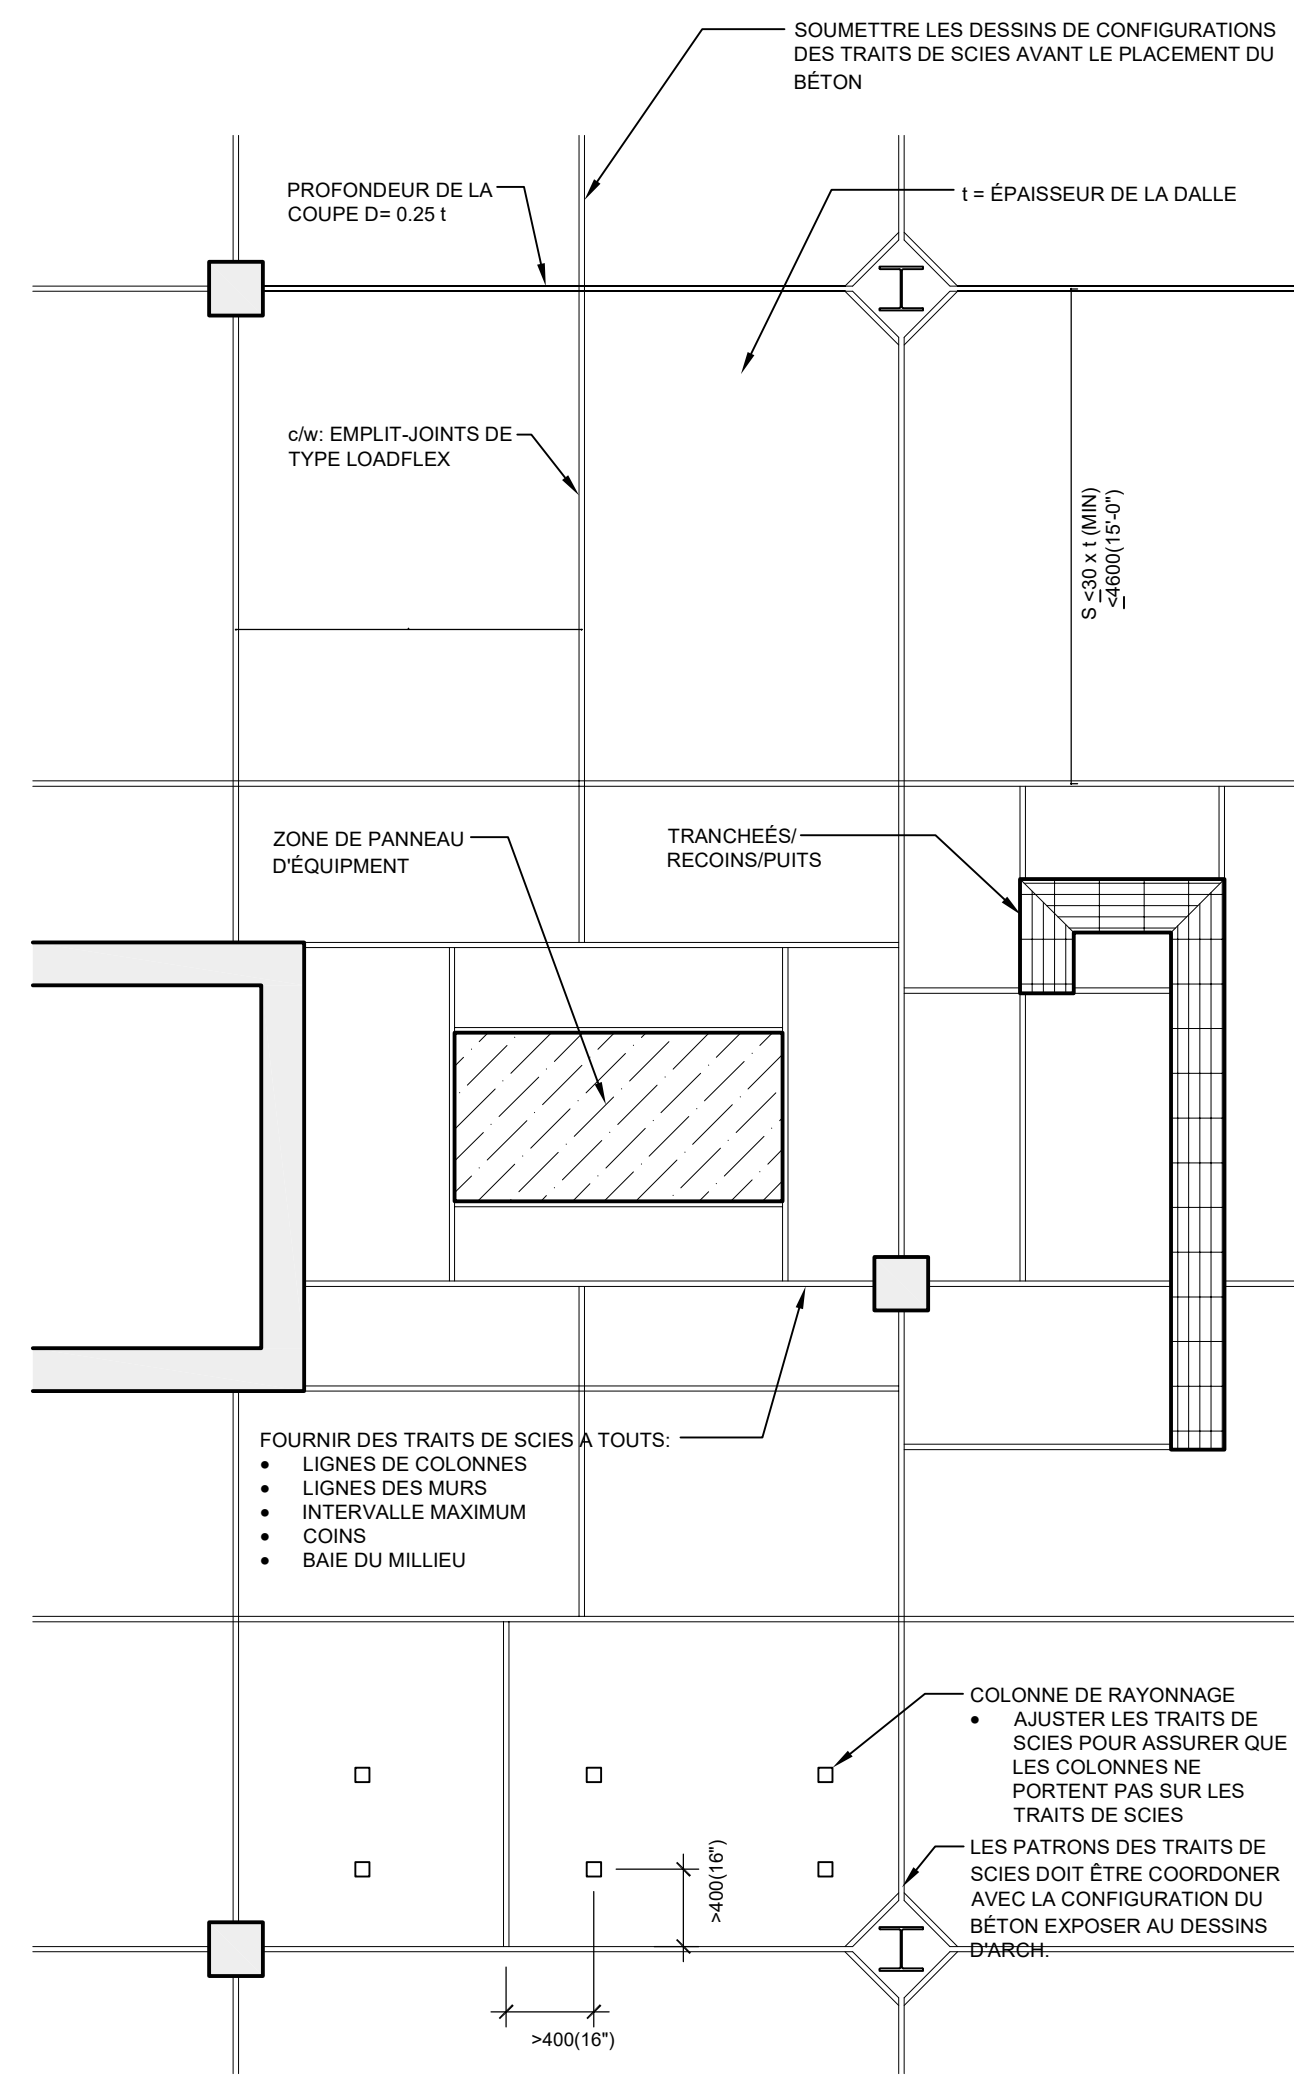 SOUMETTRE LES DESSINS DE CONFIGURATIONS
DES TRAITS DE SCIES AVANT LE PLACEMENT DU
BÉTON
PROFONDEUR DE LA
COUPE D= 0.25 t
t = ÉPAISSEUR DE LA DALLE
c/w: EMPLIT-JOINTS DE
TYPE LOADFLEX
S <30 x t (MIN)
<4600(15'-0")
ZONE DE PANNEAU
D'ÉQUIPMENT
TRANCHEÉS/
RECOINS/PUITS
FOURNIR DES TRAITS DE SCIES A TOUTS:
• LIGNES DE COLONNES
• LIGNES DES MURS
• INTERVALLE MAXIMUM
• COINS
• BAIE DU MILLIEU
COLONNE DE RAYONNAGE
• AJUSTER LES TRAITS DE
SCIES POUR ASSURER QUE
LES COLONNES NE
PORTENT PAS SUR LES
TRAITS DE SCIES
LES PATRONS DES TRAITS DE
SCIES DOIT ÊTRE COORDONER
AVEC LA CONFIGURATION DU
BÉTON EXPOSER AU DESSINS
D'ARCH.
>400(16")
>400(16")